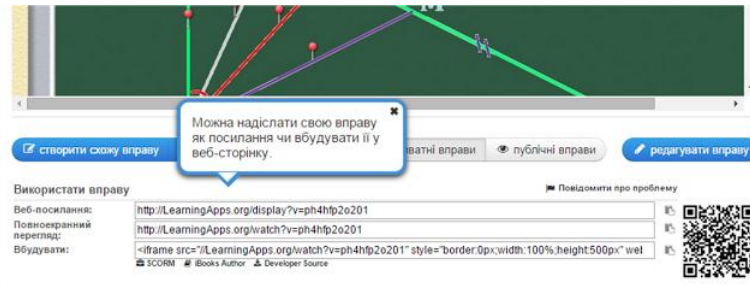 М
Можна надіслати свою вправу
як посилання чи вбудувати її у
веб-сторінку.
створити схожу вправу
ватні вправи
публічні вправи
редагувати вправу
Використати вправу
Повідомити про проблему
Веб-посилання:
http://LearningApps.org/display?v=ph4hfp2o201
Повноекранний
перегляд:
http://LearningApps.org/watch?v=ph4hfp2o201
Вбудувати:
<iframe src="//LearningApps.org/watch?v=ph4hfp2o201" style="border:0px;width:100%;height:500px" wel
SCORM iBooks Author Developer Source